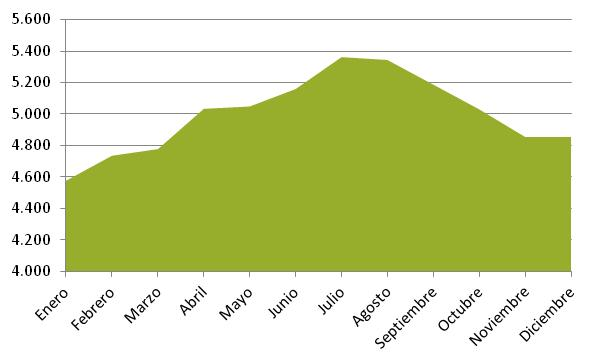 5.600
5.400
5.200
5.000
4.800
4.600
4.400
4.200
4.000
Enero
Febrero
Marzo
Abril
Mayo
Junio
Julio
Agosto
Septiembre
Octubre
Noviembre
Diciembre